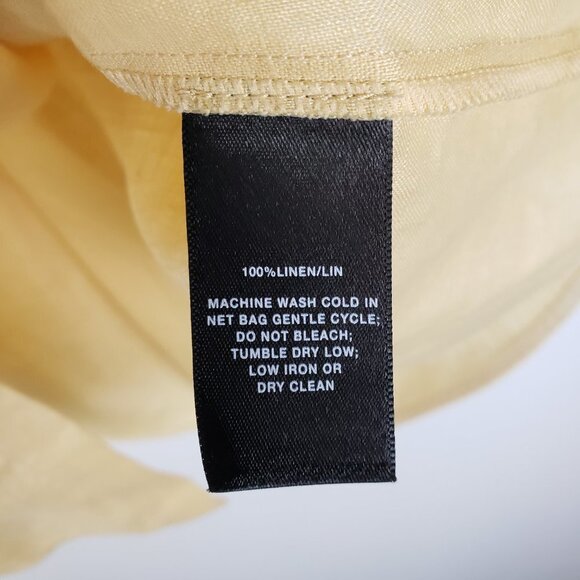 100%LINEN/LIN
MACHINE WASH COLD IN
NET BAG GENTLE CYCLE;
DO NOT BLEACH;
TUMBLE DRY LOW;
LOW IRON OR
DRY CLEAN